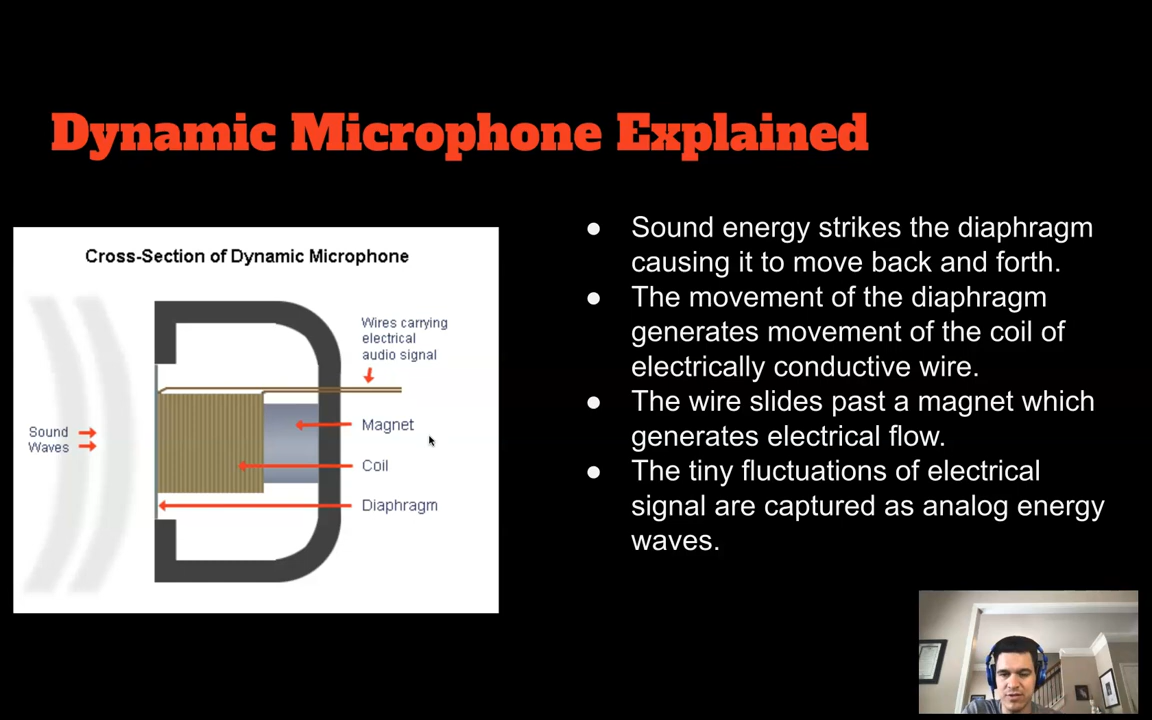 Dynamic Microphone Explained
Cross-Section of Dynamic Microphone
Wires carrying
electrical
audio signal
Sound
Waves
Magnet
Coil
Diaphragm
● Sound energy strikes the diaphragm
causing it to move back and forth.
● The movement of the diaphragm
generates movement of the coil of
electrically conductive wire.
● The wire slides past a magnet which
generates electrical flow.
● The tiny fluctuations of electrical
signal are captured as analog energy
waves.